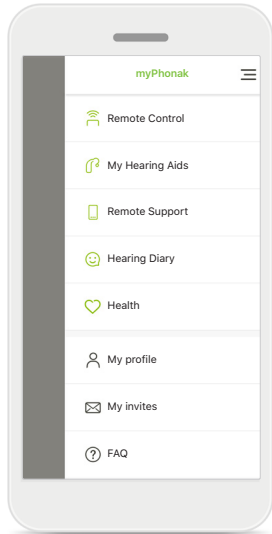 myPhonak
Remote Control
My Hearing Aids
Remote Support
Hearing Diary
Health
My profile
My invites
FAQ